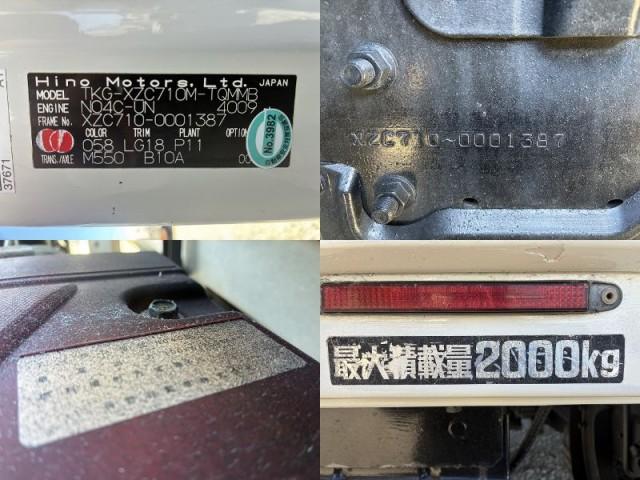 Hino Motors, Ltd. JAPAN
MODEL TKG-XZC710M-TQMMB
ENGINE N04C-UN 4009
FRAME No. XZC710-0001387
COLOR TRIM PLANT OPTION
058 LG18 P11
TRANS./AXLE M550 B10A
No.3982
37671
XZC710-0001387
最大積載量2000kg